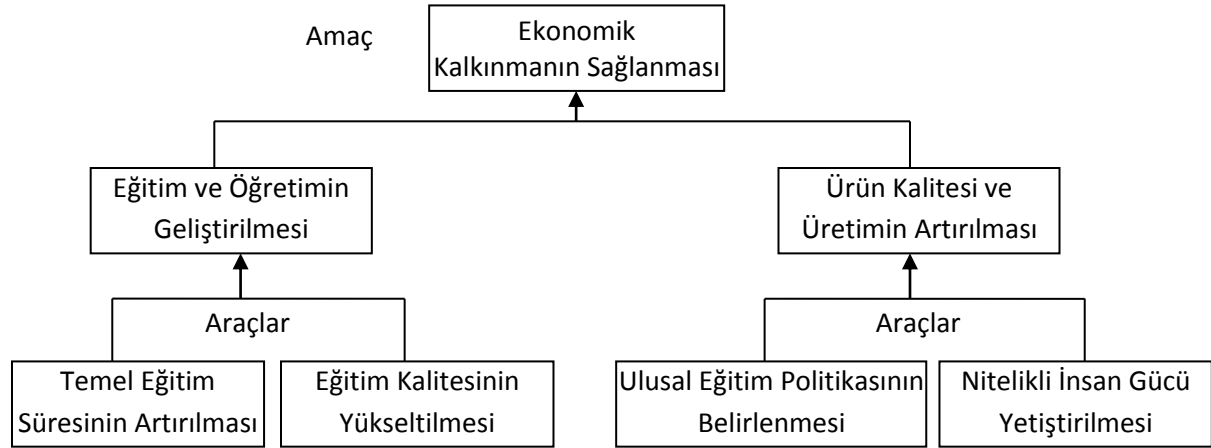 Amaç
Ekonomik
Kalkınmanın Sağlanması
Eğitim ve Öğretimin
Geliştirilmesi
Ürün Kalitesi ve
Üretimin Artırılması
Araçlar
Araçlar
Temel Eğitim
Süresinin Artırılması
Eğitim Kalitesinin
Yükseltilmesi
Ulusal Eğitim Politikasının
Belirlenmesi
Nitelikli İnsan Gücü
Yetiştirilmesi